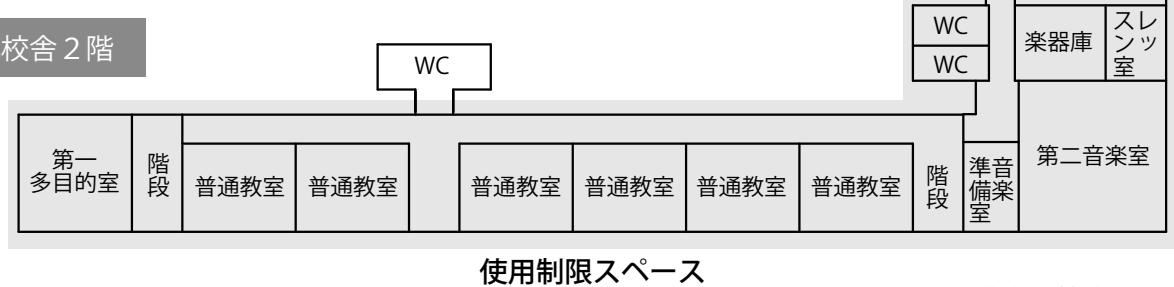 校舎２階
WC
WC
WC
楽器庫
スレ
ンッ
室
第一
多目的室
階段
普通教室
普通教室
普通教室
普通教室
普通教室
普通教室
階段
音楽
準備室
第二音楽室
使用制限スペース